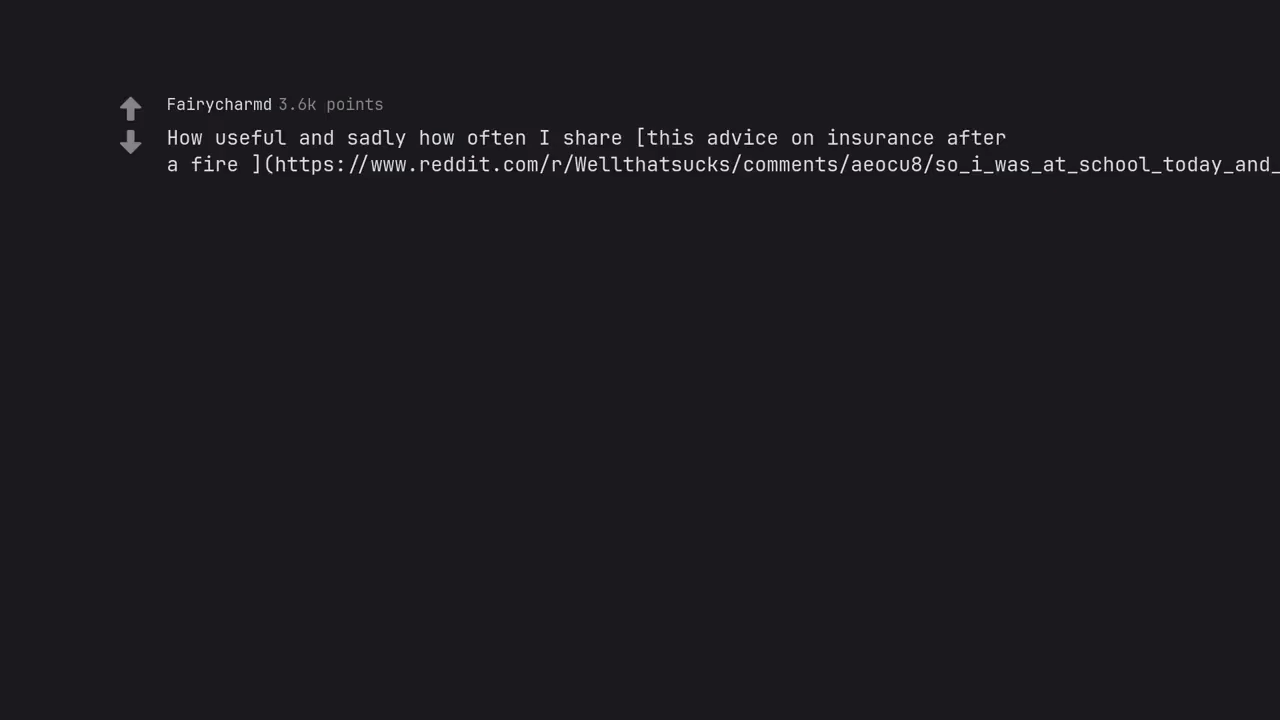 Fairycharmd 3.6k points
How useful and sadly how often I share [this advice on insurance after
a fire ](https://www.reddit.com/r/Wellthatsucks/comments/aeocu8/so_i_was_at_school_today_and_